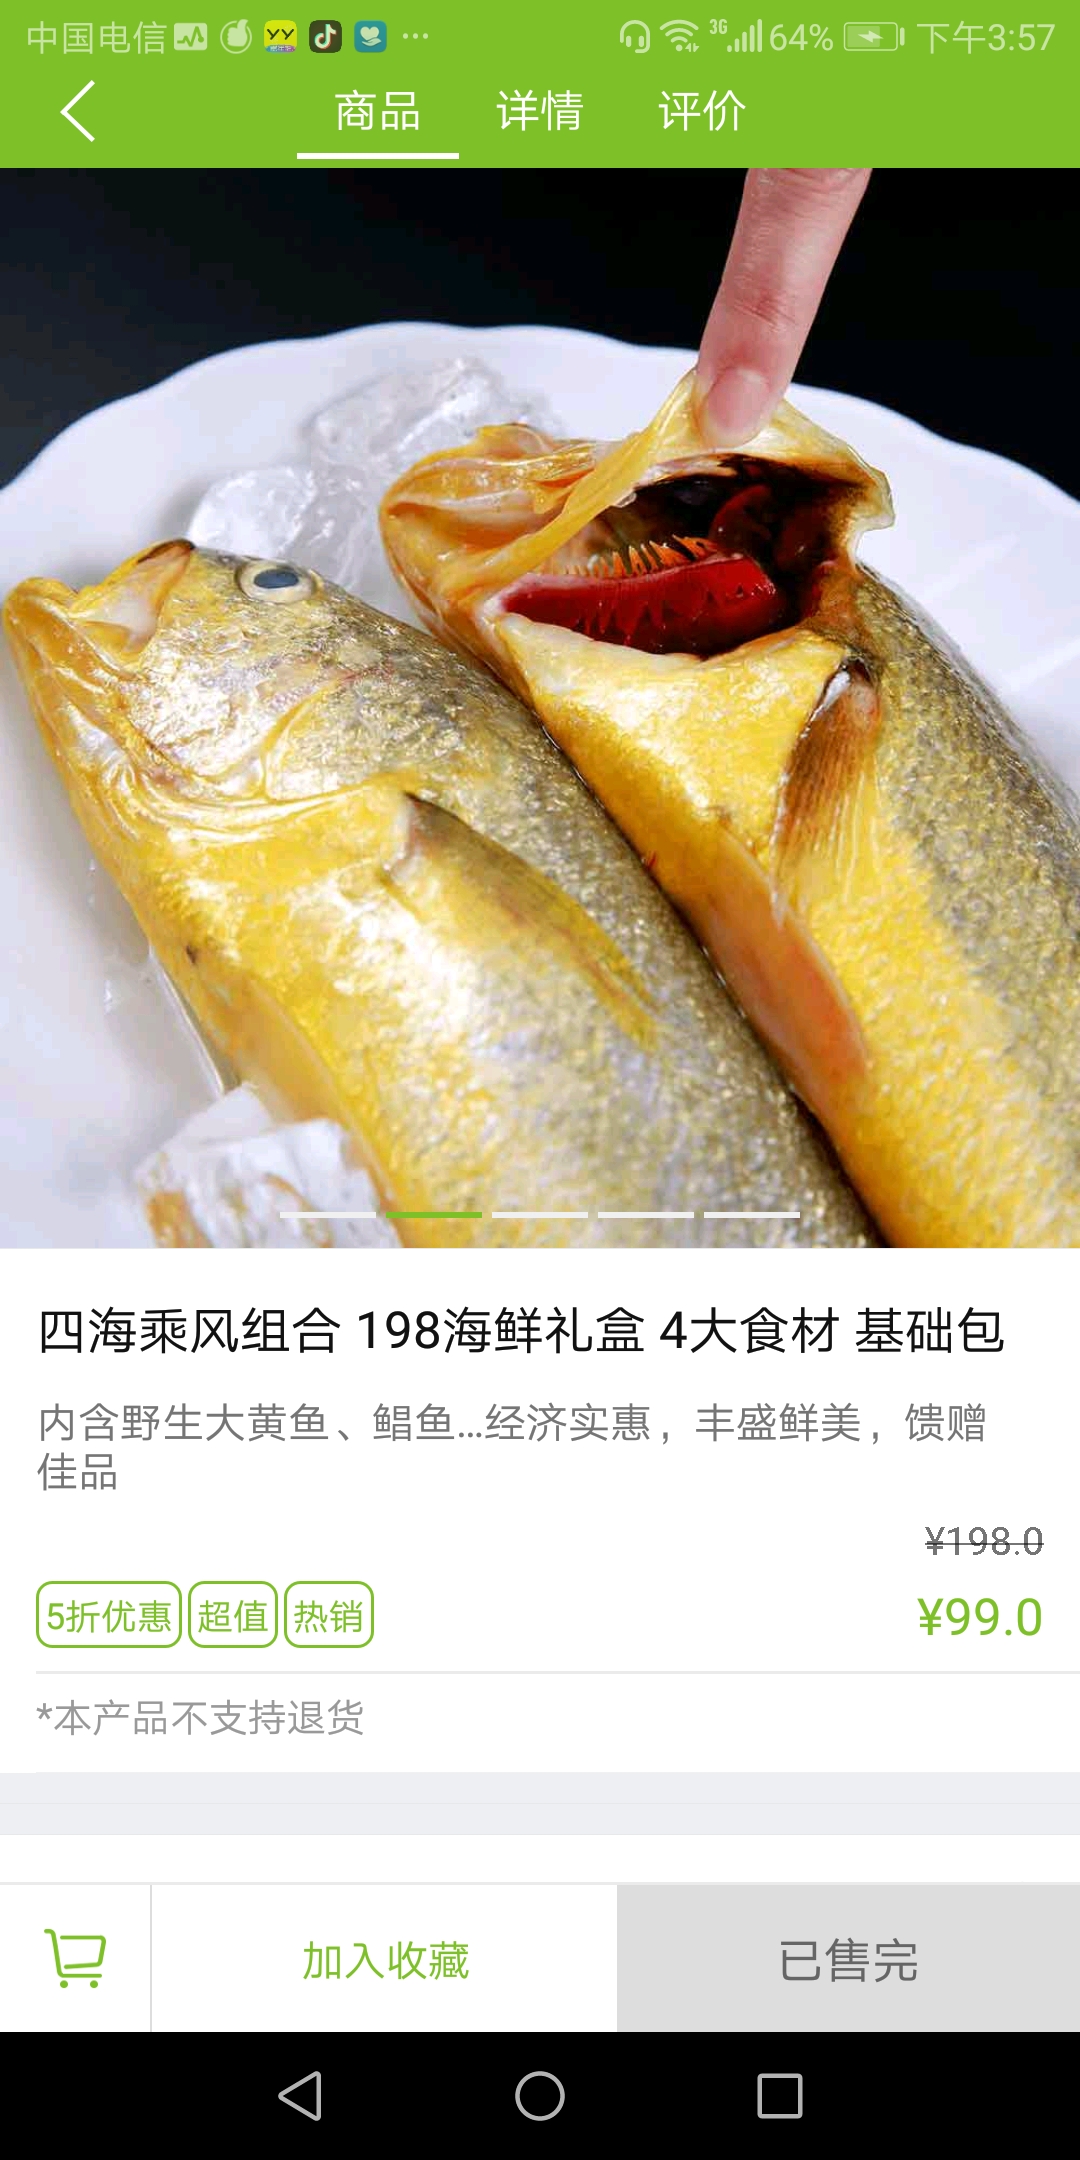 中国电信 3G 64% 下午3:57
商品 详情 评价
四海乘风组合 198海鲜礼盒 4大食材 基础包
内含野生大黄鱼、鲳鱼...经济实惠，丰盛鲜美，馈赠
佳品
¥198.0
5折优惠 超值 热销 ¥99.0
*本产品不支持退货
加入收藏 已售完